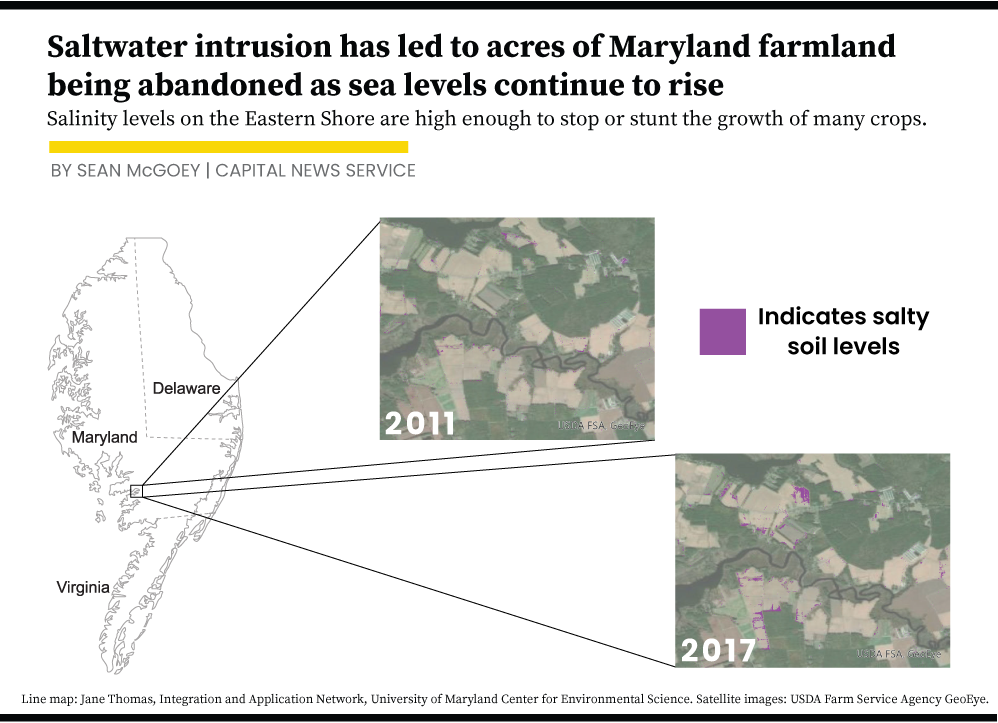 Saltwater intrusion has led to acres of Maryland farmland
being abandoned as sea levels continue to rise
Salinity levels on the Eastern Shore are high enough to stop or stunt the growth of many crops.
BY SEAN McGOEY | CAPITAL NEWS SERVICE
Indicates salty
soil levels
Delaware
2011
USDA FSA, GeoEye
Maryland
Virginia
2017
USDA FSA, GeoEye
Line map: Jane Thomas, Integration and Application Network, University of Maryland Center for Environmental Science. Satellite images: USDA Farm Service Agency GeoEye.